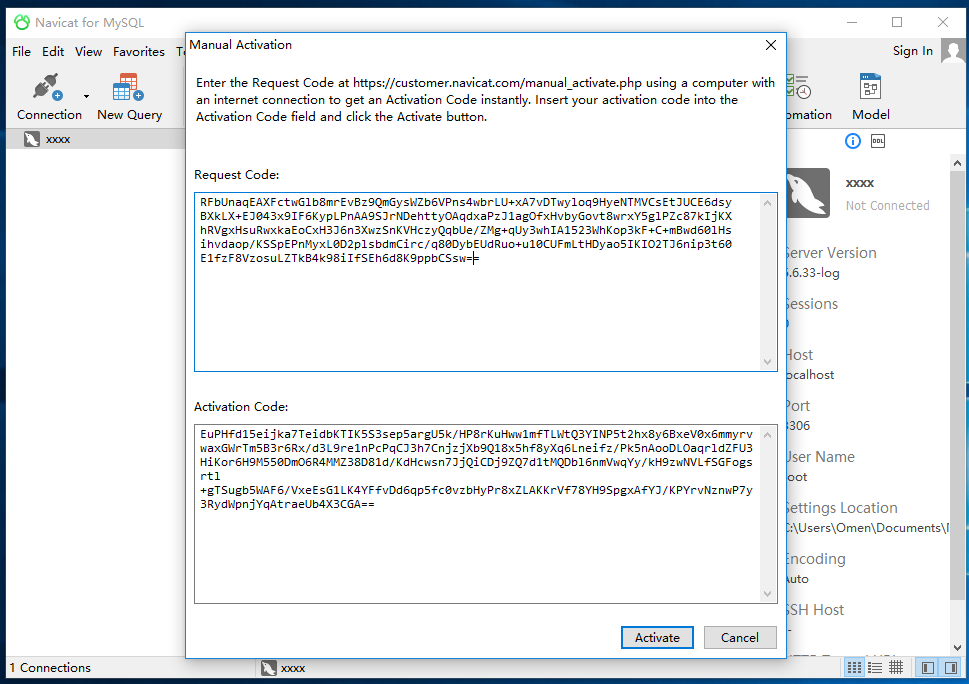 Navicat for MySQL
File Edit View Favorites
Sign In
Connection New Query Model
xxxx
Manual Activation
Enter the Request Code at https://customer.navicat.com/manual_activate.php using a computer with
an internet connection to get an Activation Code instantly. Insert your activation code into the
Activation Code field and click the Activate button.
Request Code:
RFbUnaqEAXFctwGlb8mrEvBz9QmGysWZb6VPns4wbrLU+xA7vDTwyloq9HyeNTMVCsEtJUCE6dsy
BXkLX+EJ043x9IF6KypLPnAA9SJrNDehttyOAqdxaPzJ1agOfxHvbyGovt8wrxY5glPZc87kIjKX
hRVgxHsuRwxkaEoCxH3J6n3XwzSnKVHczyQqbUe/ZMg+qUy3whIA1523WhKop3kF+C+mBwd60lHs
ihvdaop/KSSpEPnMyxL0D2plsbdmCirc/q80DybEUdRuo+u10CUFmLtHDyao5IKIO2TJ6nip3t60
E1fzF8VzosuLZTkB4k98iIfSEh6d8K9ppbCSsw==
Activation Code:
EuPHfd15eijka7TeidbKTIK5S3sep5argU5k/HP8rKuHww1mfTLWtQ3YINP5t2hx8y6BxeV0x6mmyrv
waxGWrTm5B3r6Rx/d3L9re1nPcPqCJ3h7CnjzjXb9Q18x5hf8yXq6Lneifz/Pk5nAooDLOaqrldZFU3
HiKor6H9M550DmO6R4MMZ38D81d/KdHcwsn7JjQiCDj9ZQ7d1tMQDbl6nmVwqYy/kH9zwNVLfSGFogs
rtl
+gTSugb5WAF6/VxeEsG1LK4YFfvDd6qp5fc0vzbHyPr8xZLAKKrVf78YH9SpgxAfYJ/KPYrvNznwP7y
3RydWpnjYqAtraeUb4X3CGA==
Activate Cancel
xxxx
Not Connected
Server Version
5.6.33-log
Sessions
Host
localhost
Port
3306
User Name
root
Settings Location
C:\Users\Omen\Documents\
Encoding
Auto
SSH Host
--
1 Connections
xxxx